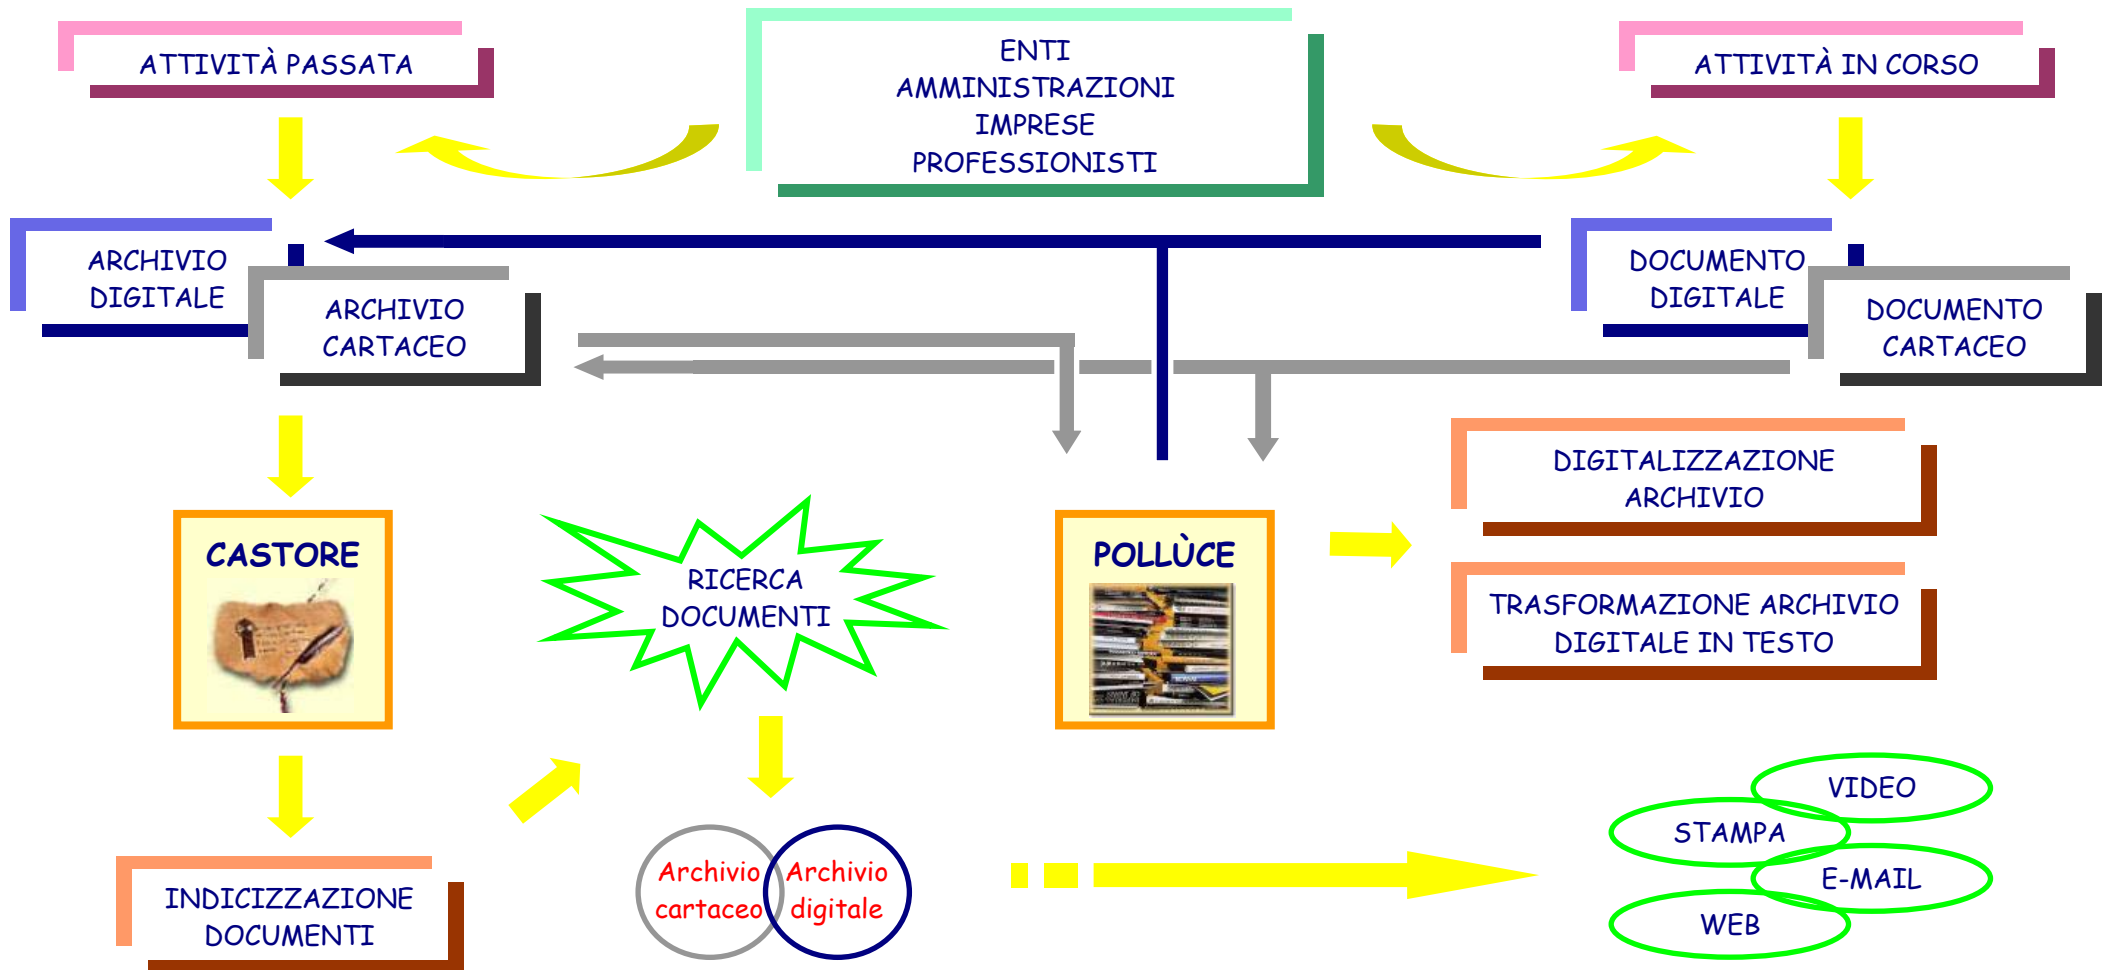 ATTIVITÀ PASSATA
ENTI
AMMINISTRAZIONI
IMPRESE
PROFESSIONISTI
ATTIVITÀ IN CORSO
ARCHIVIO
DIGITALE
ARCHIVIO
CARTACEO
DOCUMENTO
DIGITALE
DOCUMENTO
CARTACEO
CASTORE
RICERCA
DOCUMENTI
POLLÙCE
DIGITALIZZAZIONE
ARCHIVIO
TRASFORMAZIONE ARCHIVIO
DIGITALE IN TESTO
INDICIZZAZIONE
DOCUMENTI
Archivio
cartaceo
Archivio
digitale
VIDEO
STAMPA
E-MAIL
WEB